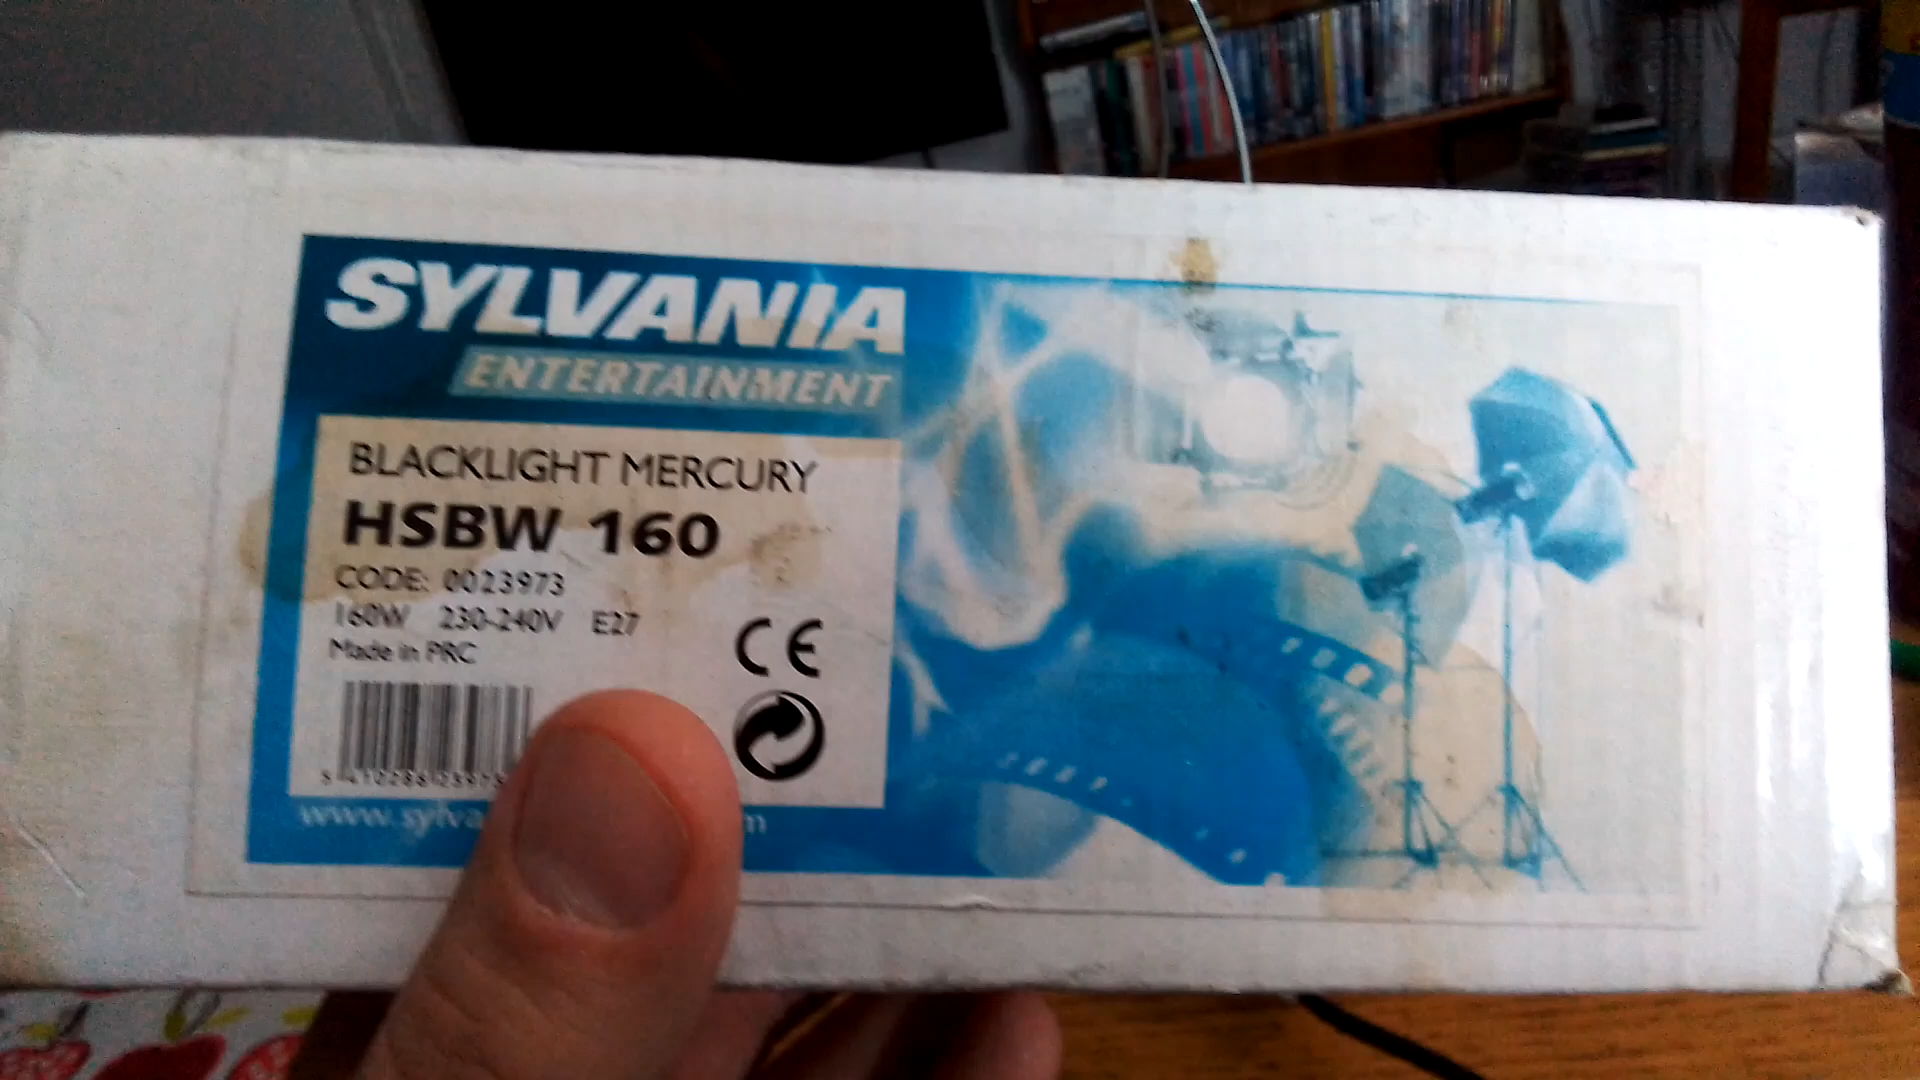 SYLVANIA
ENTERTAINMENT
BLACKLIGHT MERCURY
HSBW 160
CODE: 0023973
160W 230-240V E27
Made in PRC
CE